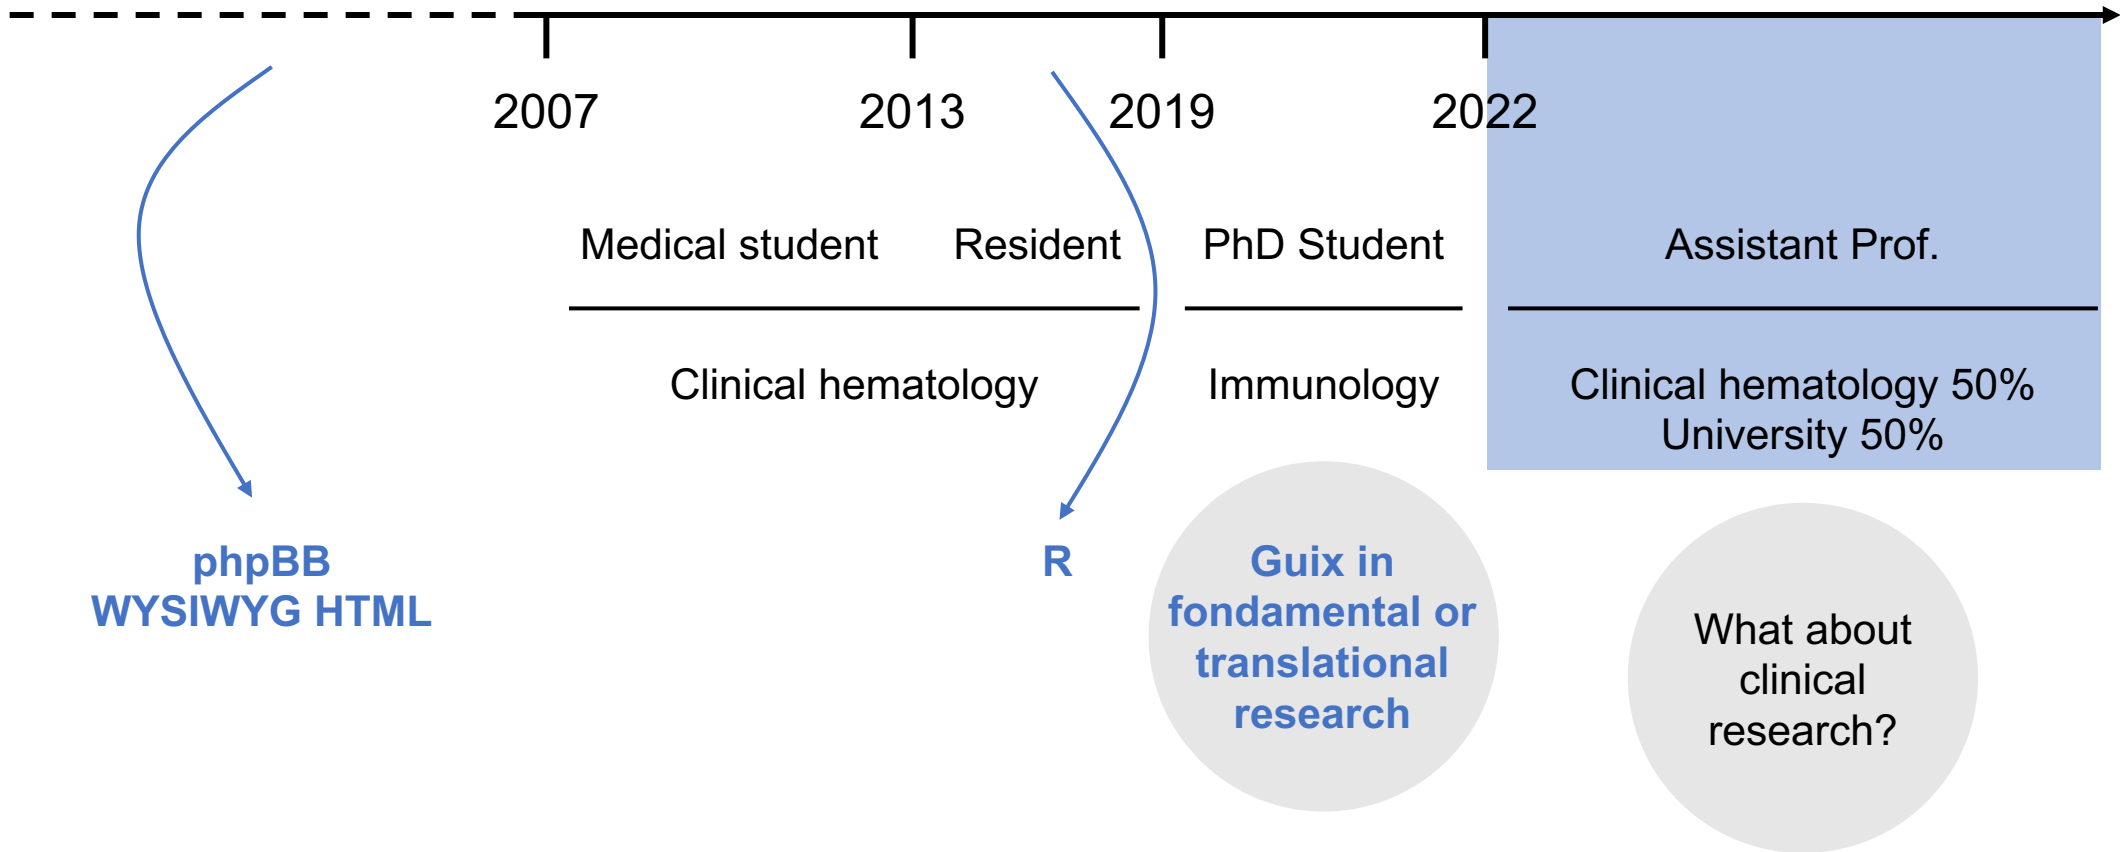 2007
2013
2019
2022
Medical student
Resident
PhD Student
Assistant Prof.
Clinical hematology
Immunology
Clinical hematology 50%
University 50%
phpBB
WYSIWYG HTML
R
Guix in
fondamental or
translational
research
What about
clinical
research?